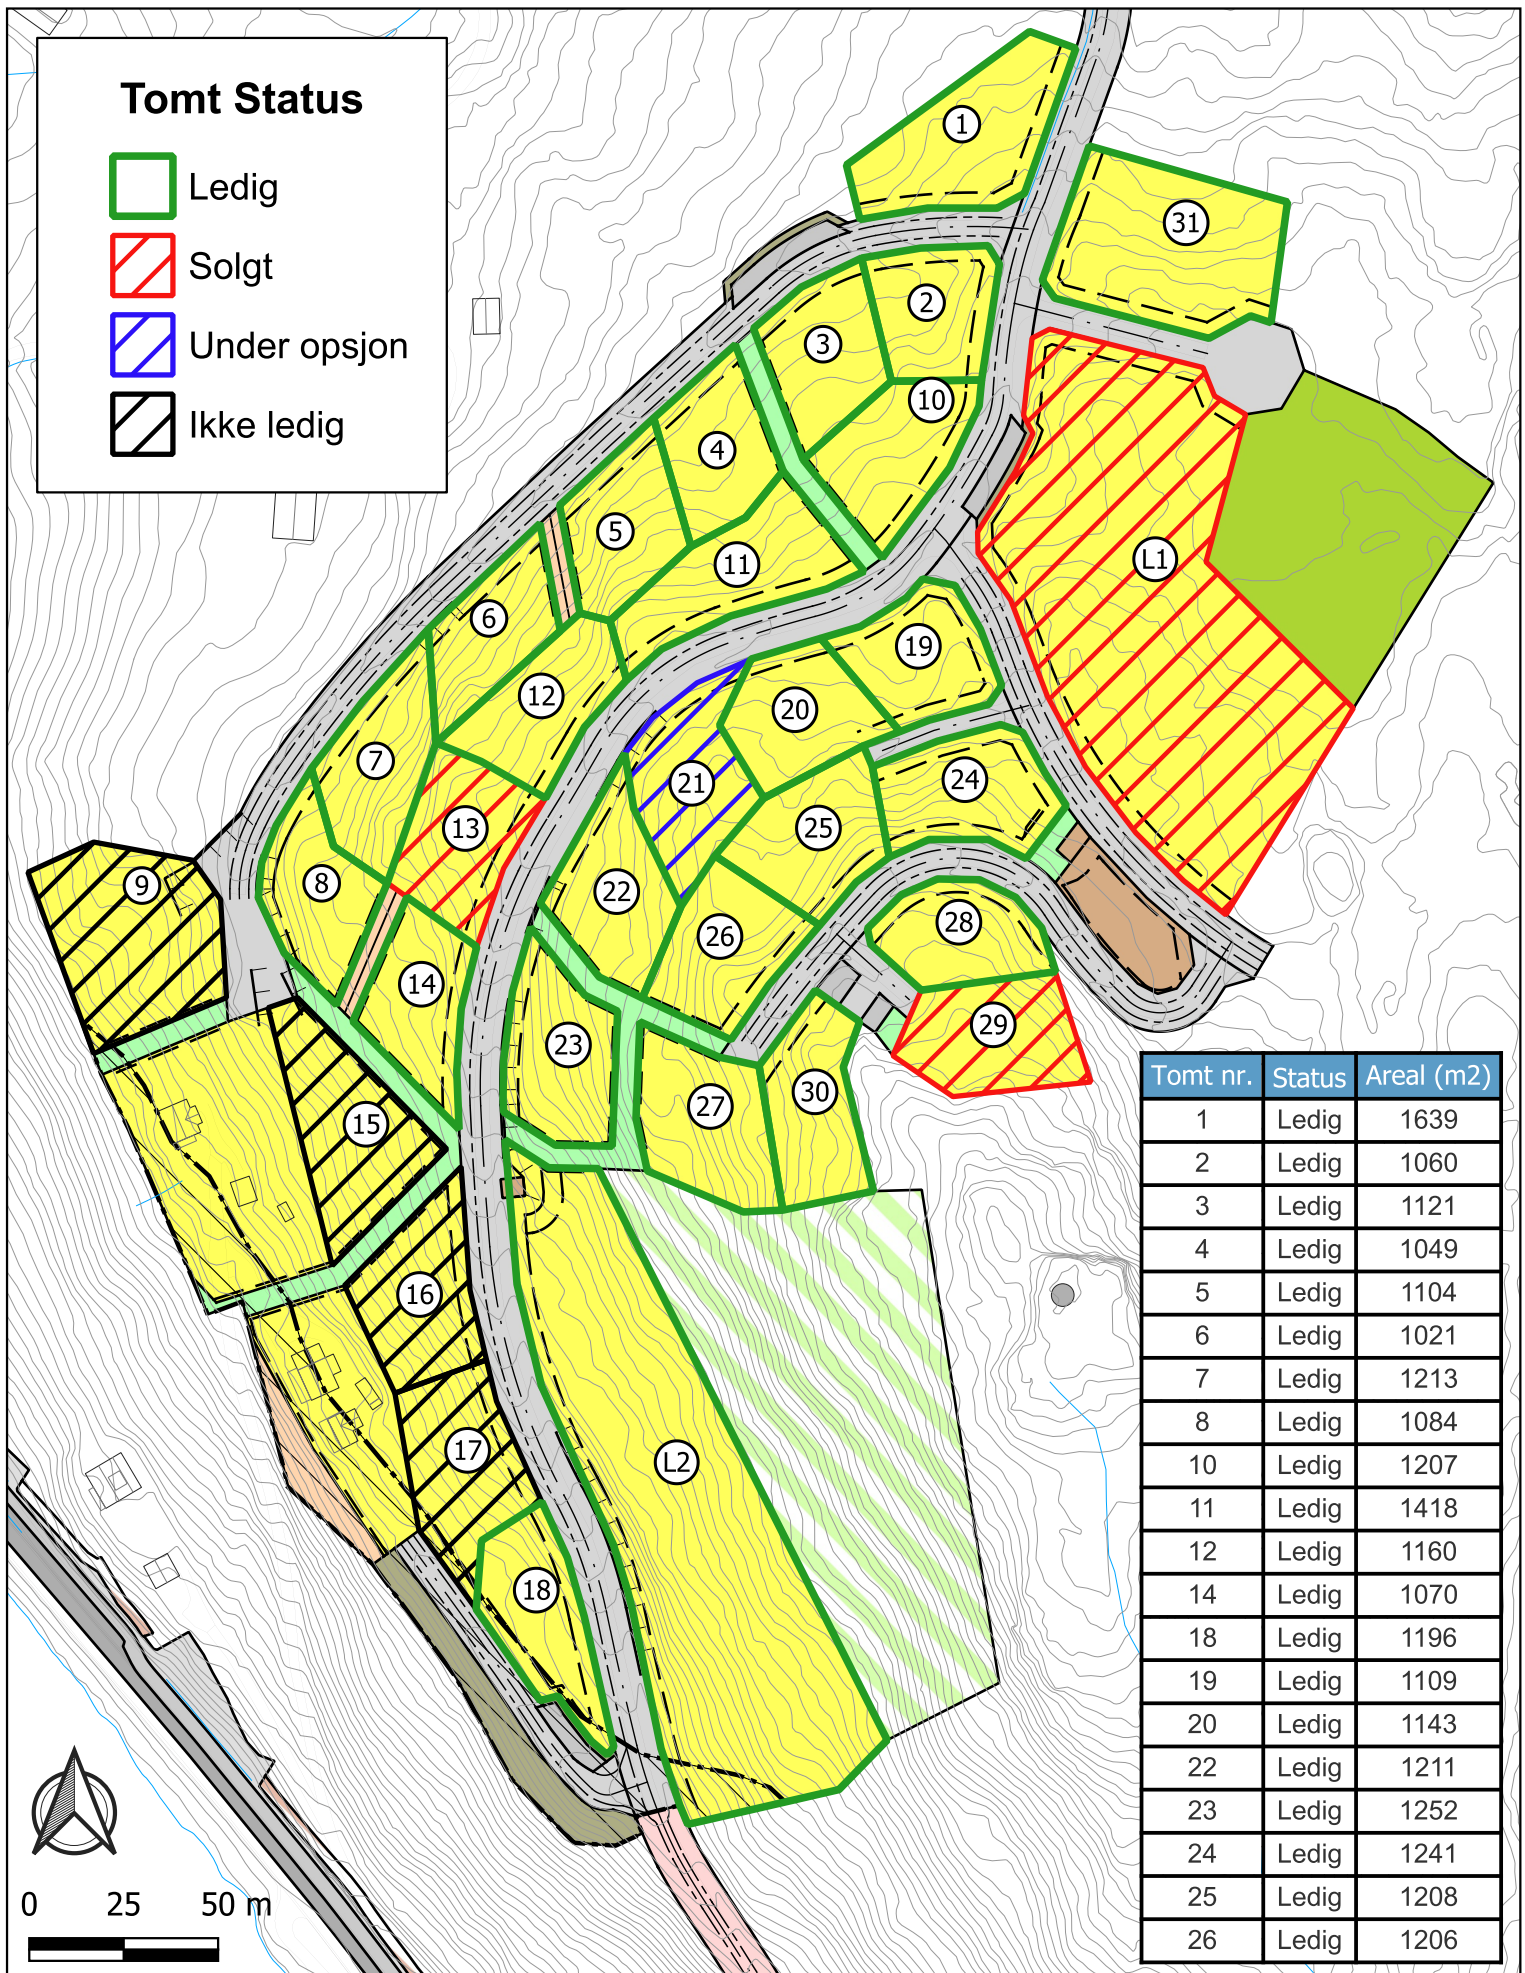 Tomt Status
Ledig
Solgt
Under opsjon
Ikke ledig
1
31
2
3
10
4
5
11
L1
6
19
12
20
7
21
24
13
25
8
9
22
28
26
14
29
23
30
27
15
16
17
L2
18
Tomt nr. Status Areal (m2)
1 Ledig 1639
2 Ledig 1060
3 Ledig 1121
4 Ledig 1049
5 Ledig 1104
6 Ledig 1021
7 Ledig 1213
8 Ledig 1084
10 Ledig 1207
11 Ledig 1418
12 Ledig 1160
14 Ledig 1070
18 Ledig 1196
19 Ledig 1109
20 Ledig 1143
22 Ledig 1211
23 Ledig 1252
24 Ledig 1241
25 Ledig 1208
26 Ledig 1206
0 25 50 m